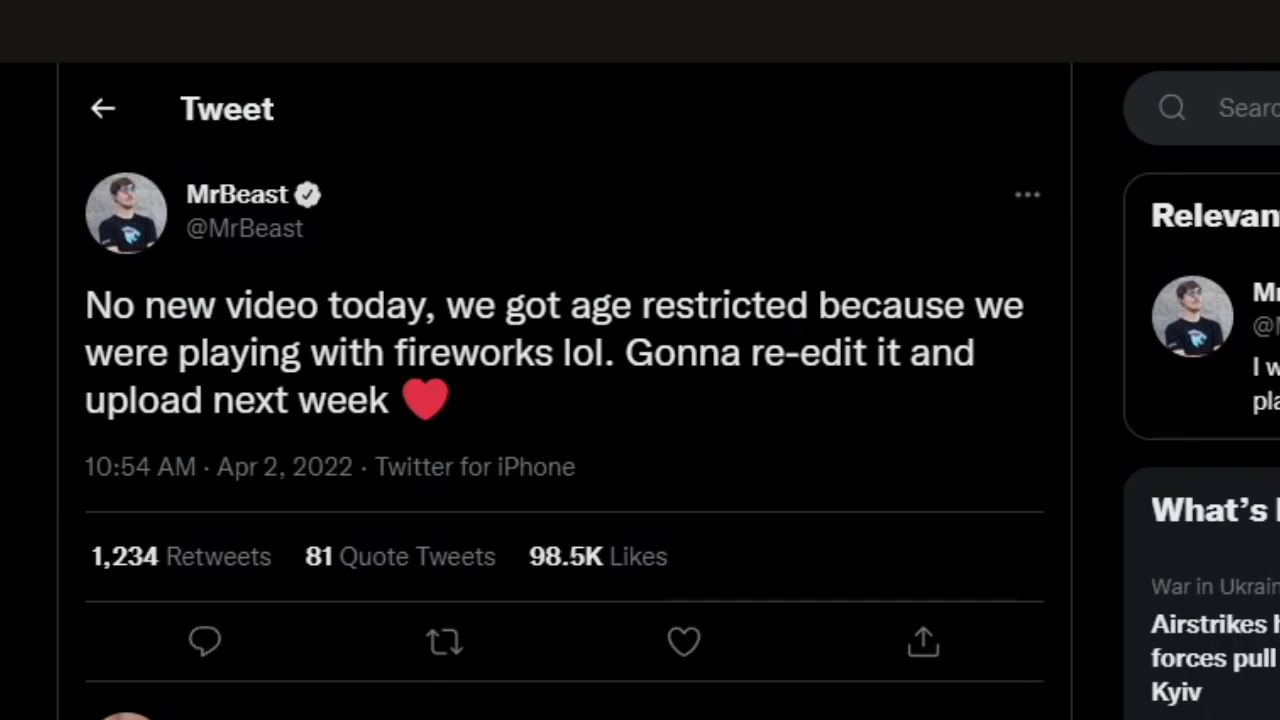 Tweet
MrBeast
@MrBeast
No new video today, we got age restricted because we
were playing with fireworks lol. Gonna re-edit it and
upload next week
10:54 AM · Apr 2, 2022 · Twitter for iPhone
1,234 Retweets 81 Quote Tweets 98.5K Likes
Searc
Relevan
I w
pla
What's
War in Ukrain
Airstrikes
forces pull
Kyiv